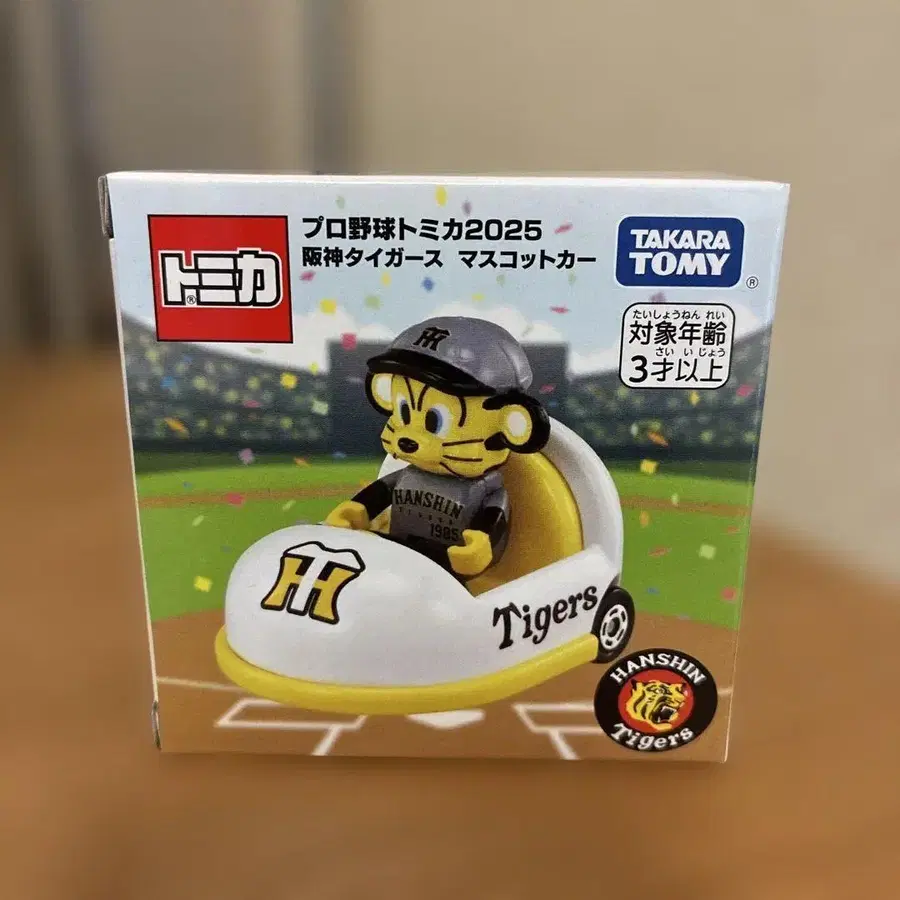 トミカ
®
プロ野球トミカ2025
阪神タイガース マスコットカー
TAKARA
TOMY
®
たいしょうねんれい
対象年齢
さいいじょう
3才以上
HANSHIN
1985
Tigers
HANSHIN
Tigers